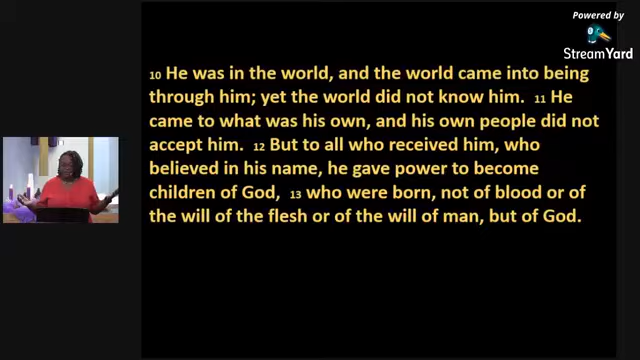 Powered by
StreamYard
10 He was in the world, and the world came into being
through him; yet the world did not know him. 11 He
came to what was his own, and his own people did not
accept him. 12 But to all who received him, who
believed in his name, he gave power to become
children of God, 13 who were born, not of blood or of
the will of the flesh or of the will of man, but of God.